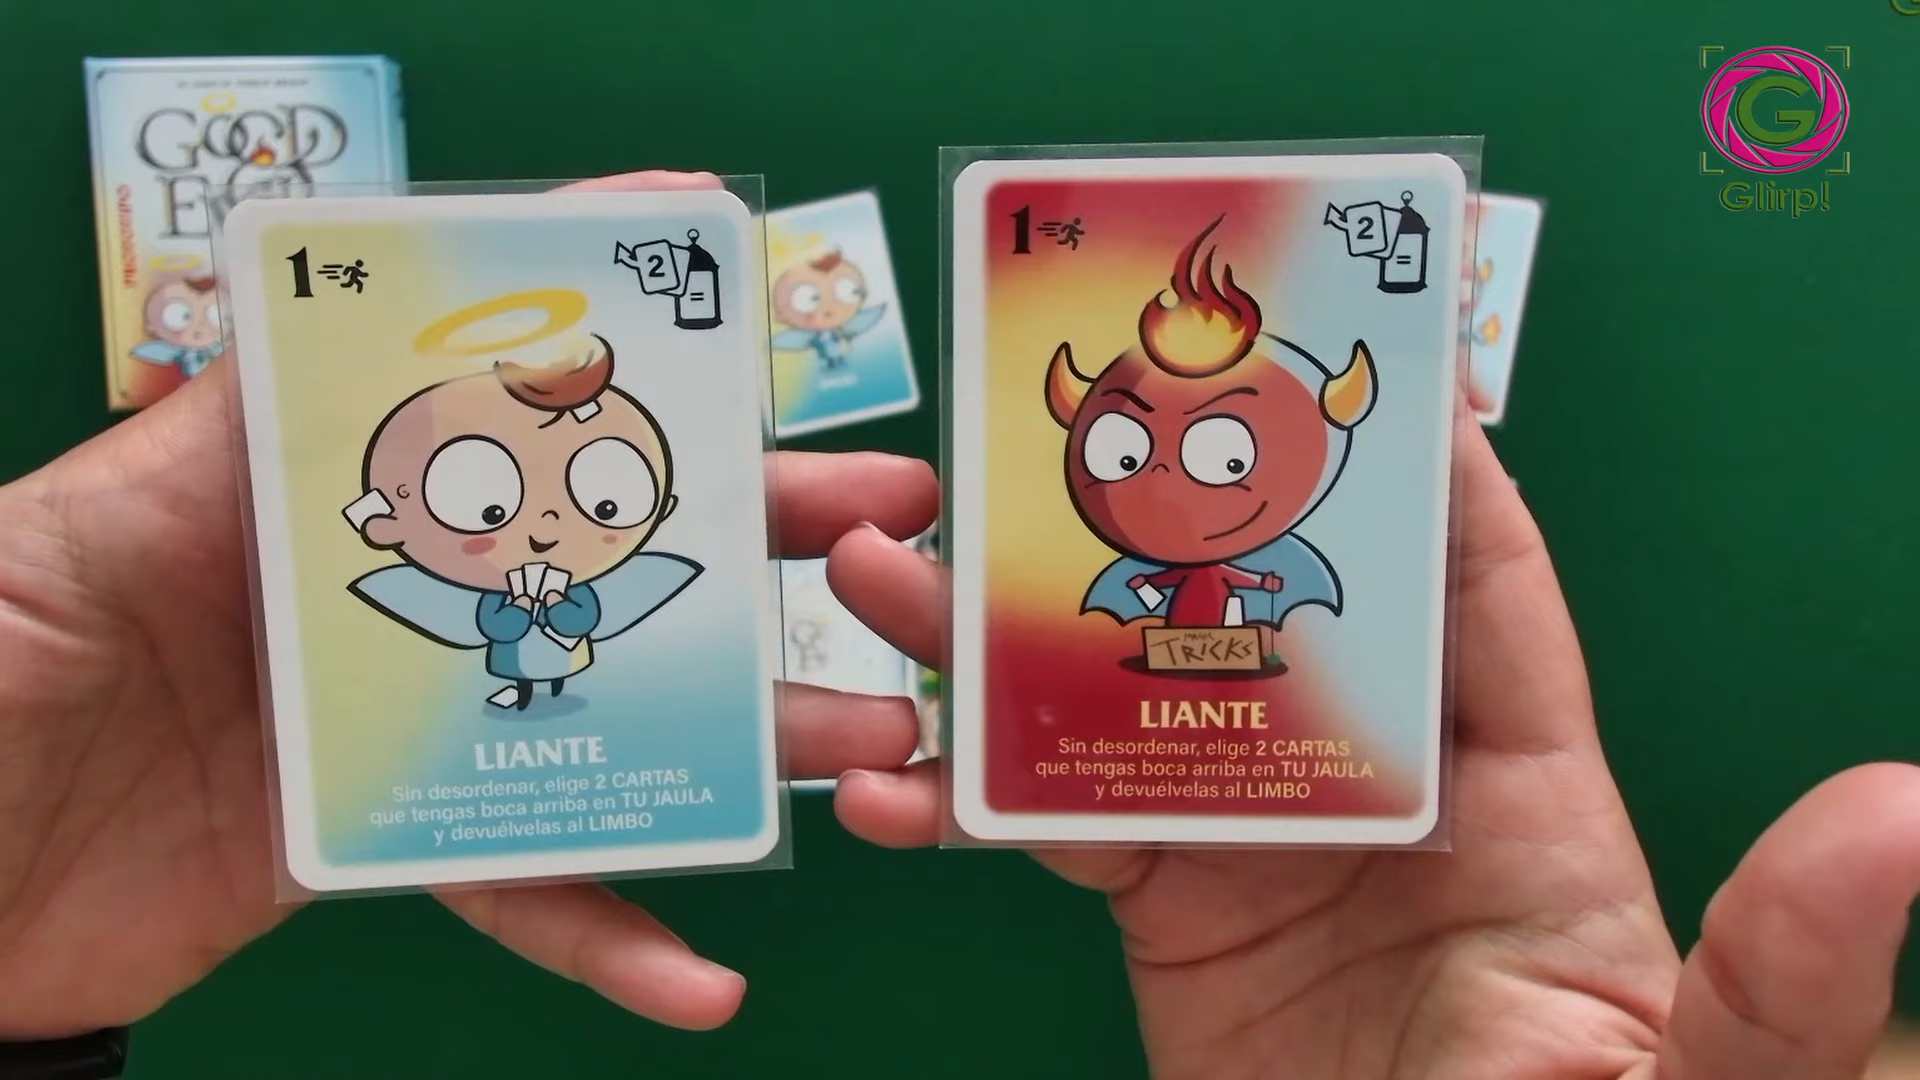 GOOD
EVIL
G
Glirp!
1
2
=
LIANTE
Sin desordenar, elige 2 CARTAS
que tengas boca arriba en TU JAULA
y devuélvelas al LIMBO
1
2
=
MAGIC
TRICKS
LIANTE
Sin desordenar, elige 2 CARTAS
que tengas boca arriba en TU JAULA
y devuélvelas al LIMBO